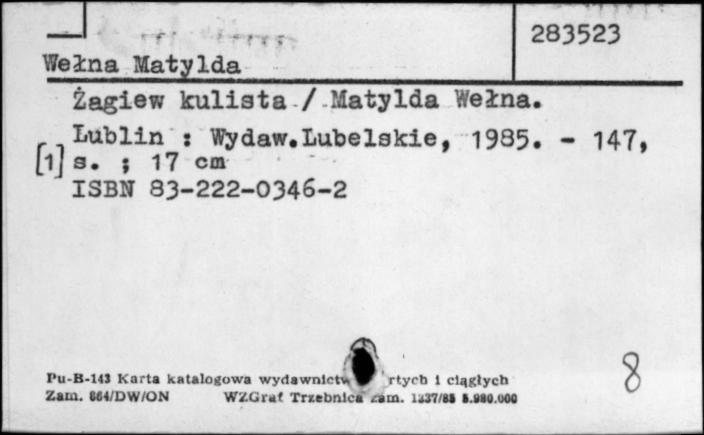 283523
Wełna Matylda
Żagiew kulista / Matylda Wełna.
Lublin : Wydaw.Lubelskie, 1985. - 147,
[1] s. ; 17 cm
ISBN 83-222-0346-2
8
Pu-B-143 Karta katalogowa wydawnictw rtych i ciągłych
Zam. 664/DW/ON WZGraf Trzebnica zam. 1337/85 5.980.000